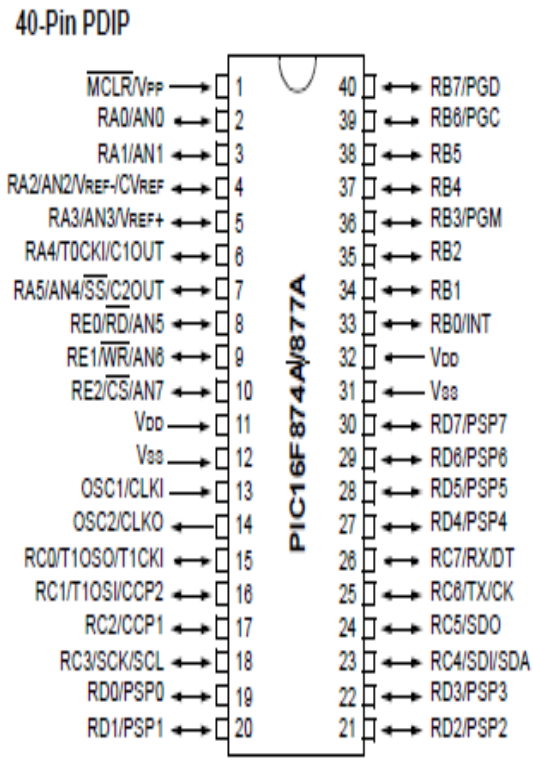 40-Pin PDIP
MCLR/VPP 1 40 RB7/PGD
RA0/AN0 2 39 RB6/PGC
RA1/AN1 3 38 RB5
RA2/AN2/VREF-/CVREF 4 37 RB4
RA3/AN3/VREF+ 5 36 RB3/PGM
RA4/T0CKI/C1OUT 6 35 RB2
RA5/AN4/SS/C2OUT 7 34 RB1
RE0/RD/AN5 8 33 RB0/INT
RE1/WR/AN6 9 32 VDD
RE2/CS/AN7 10 31 VSS
VDD 11 30 RD7/PSP7
VSS 12 29 RD6/PSP6
OSC1/CLKI 13 28 RD5/PSP5
OSC2/CLKO 14 27 RD4/PSP4
RC0/T1OSO/T1CKI 15 26 RC7/RX/DT
RC1/T1OSI/CCP2 16 25 RC6/TX/CK
RC2/CCP1 17 24 RC5/SDO
RC3/SCK/SCL 18 23 RC4/SDI/SDA
RD0/PSP0 19 22 RD3/PSP3
RD1/PSP1 20 21 RD2/PSP2
PIC16F874A/877A